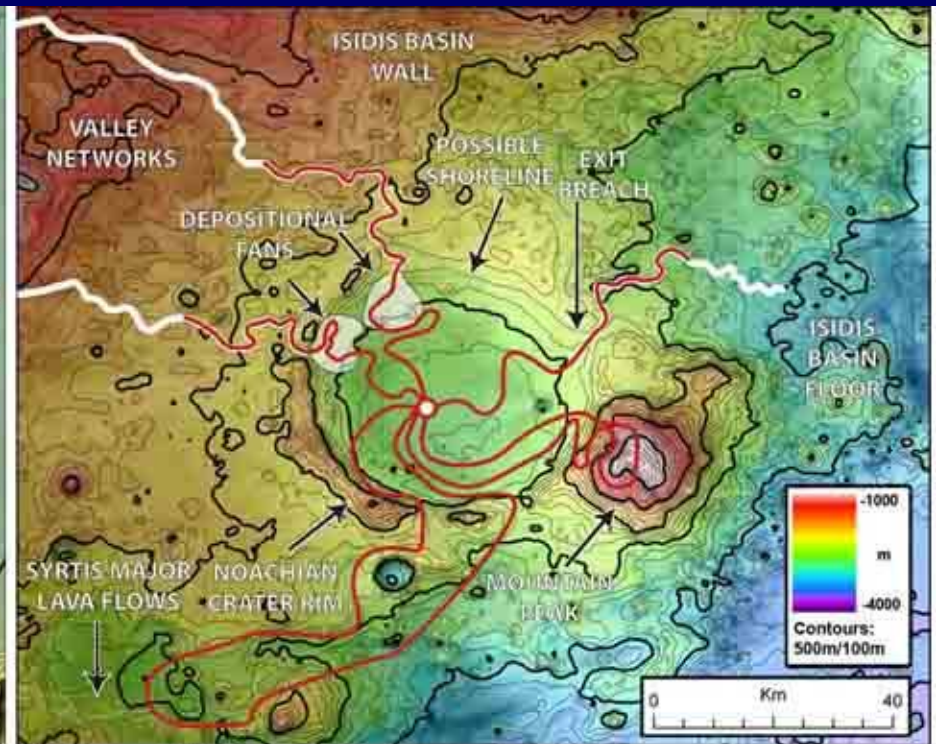 ISIDIS BASIN
WALL
VALLEY
NETWORKS
POSSIBLE
SHORELINE
EXIT
BREACH
DEPOSITIONAL
FANS
ISIDIS
BASIN
FLOOR
SYRTIS MAJOR
LAVA FLOWS
NOACHIAN
CRATER RIM
MOUNTAIN
PEAK
-1000
m
-4000
Contours:
500m/100m
Km
0 40